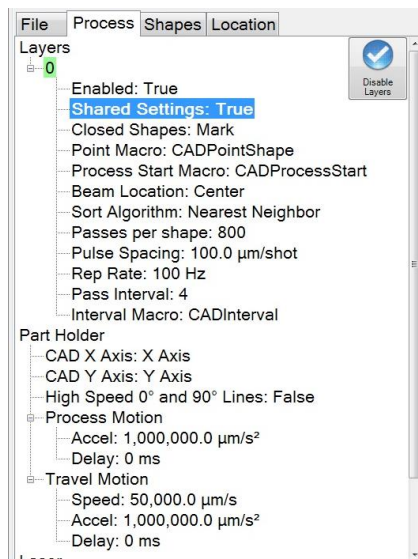 File Process Shapes Location
Layers
0
Disable
Layers
Enabled: True
Shared Settings: True
Closed Shapes: Mark
Point Macro: CADPointShape
Process Start Macro: CADProcessStart
Beam Location: Center
Sort Algorithm: Nearest Neighbor
Passes per shape: 800
Pulse Spacing: 100.0 µm/shot
Rep Rate: 100 Hz
Pass Interval: 4
Interval Macro: CADInterval
Part Holder
CAD X Axis: X Axis
CAD Y Axis: Y Axis
High Speed 0° and 90° Lines: False
Process Motion
Accel: 1,000,000.0 µm/s²
Delay: 0 ms
Travel Motion
Speed: 50,000.0 µm/s
Accel: 1,000,000.0 µm/s²
Delay: 0 ms